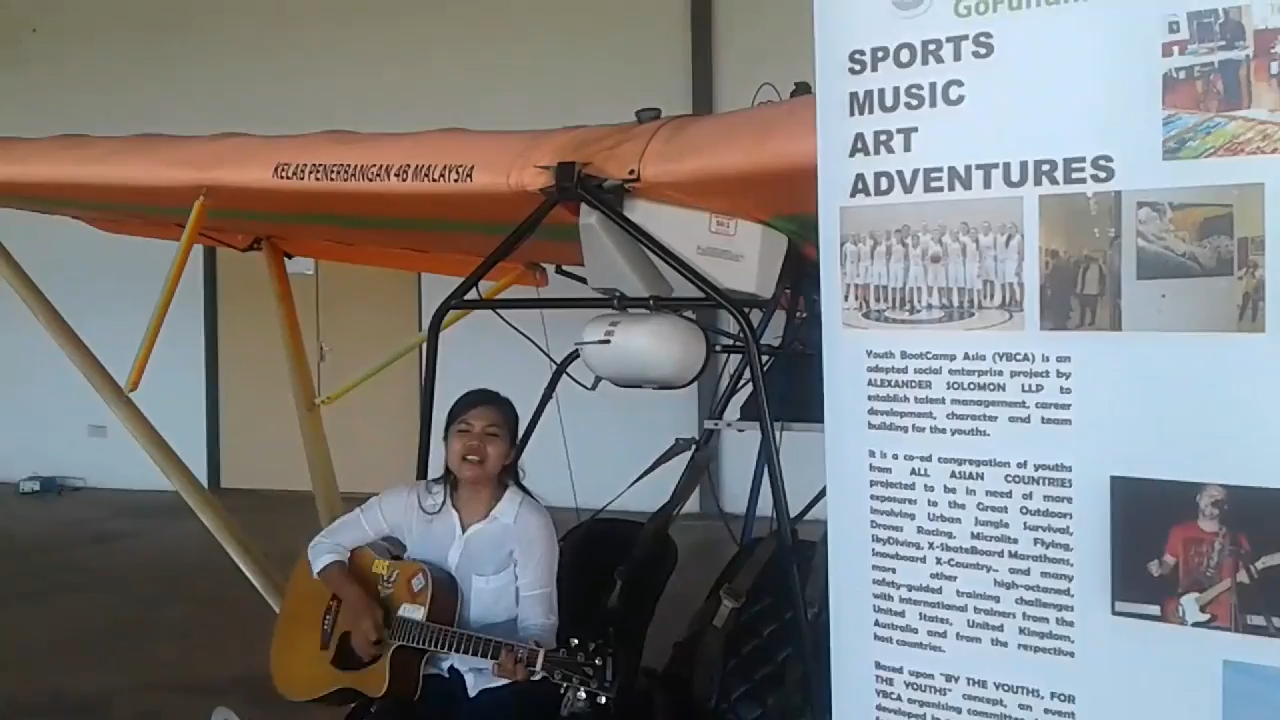 KELAB PENERBANGAN 4B MALAYSIA
SPORTS
MUSIC
ART
ADVENTURES
Youth BootCamp Asia (YBCA) is an
adopted social enterprise project by
ALEXANDER SOLOMON LLP to
establish talent management, career
development, character and team
building for the youths.
It is a co-ed congregation of youths
from ALL ASIAN COUNTRIES
projected to be in need of more
exposures to the Great Outdoors
involving Urban Jungle Survival,
Drones Racing, Microlite Flying,
SkyDiving, X-SkateBoard Marathons,
Snowboard X-Country.. and many
more other high-octaned,
safety-guided training challenges
with international trainers from the
United States, United Kingdom,
Australia and from the respective
host countries.
Based upon "BY THE YOUTHS, FOR
THE YOUTHS" concept, an event
YBCA organising
developed